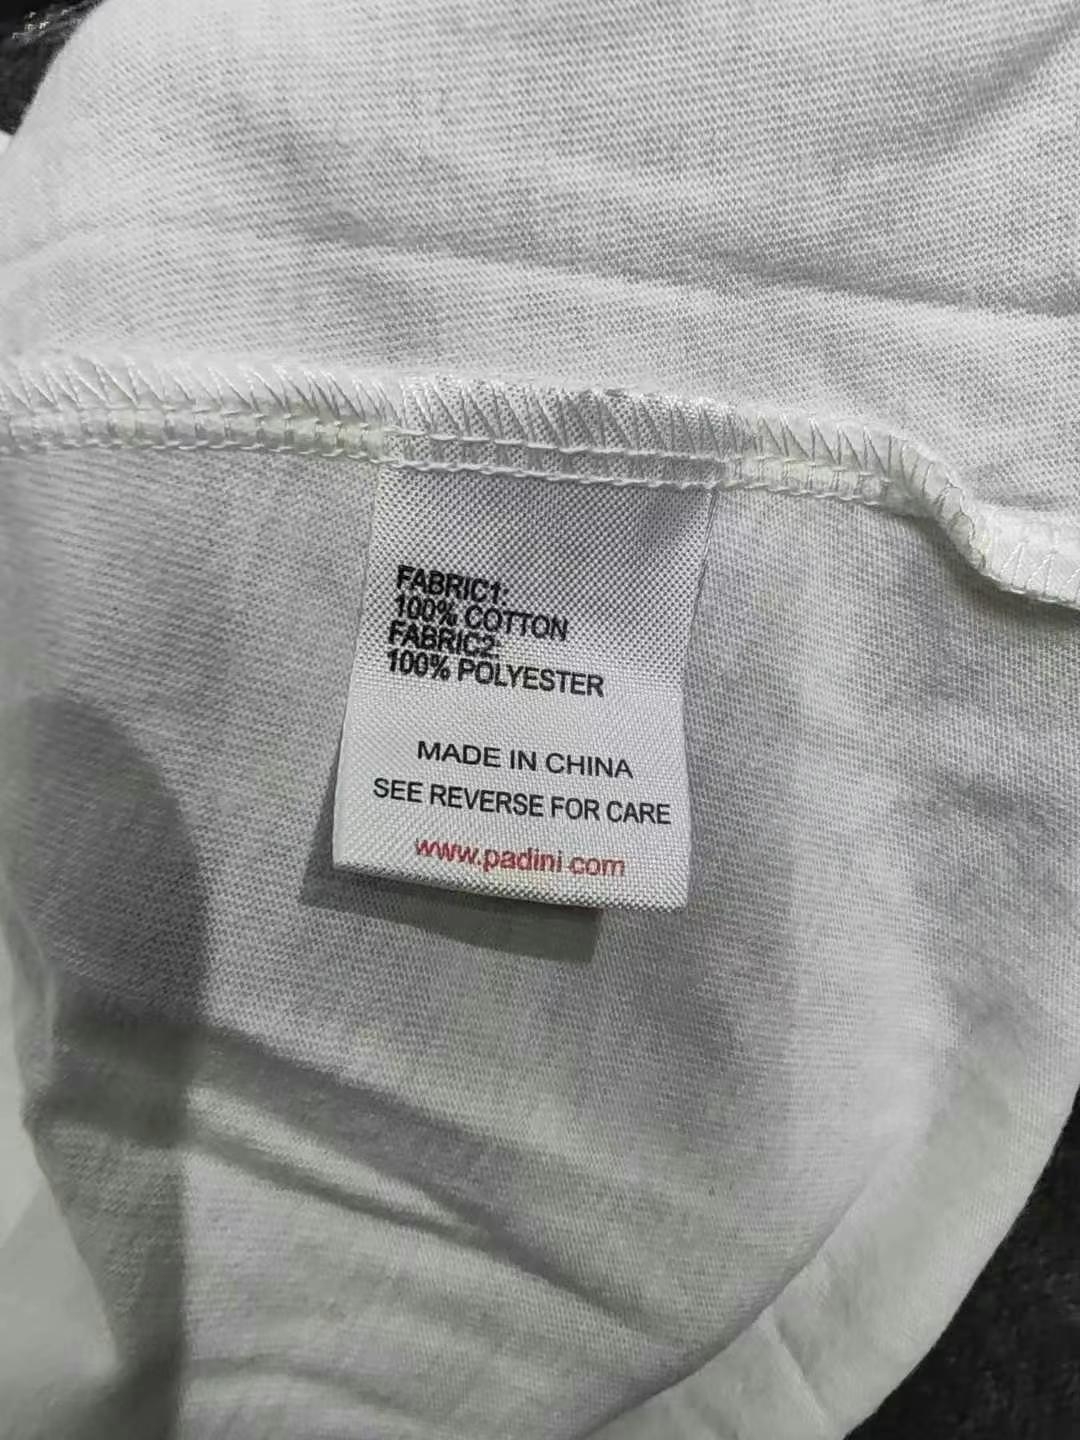 FABRIC1:
100% COTTON
FABRIC2:
100% POLYESTER
MADE IN CHINA
SEE REVERSE FOR CARE
www.padini.com